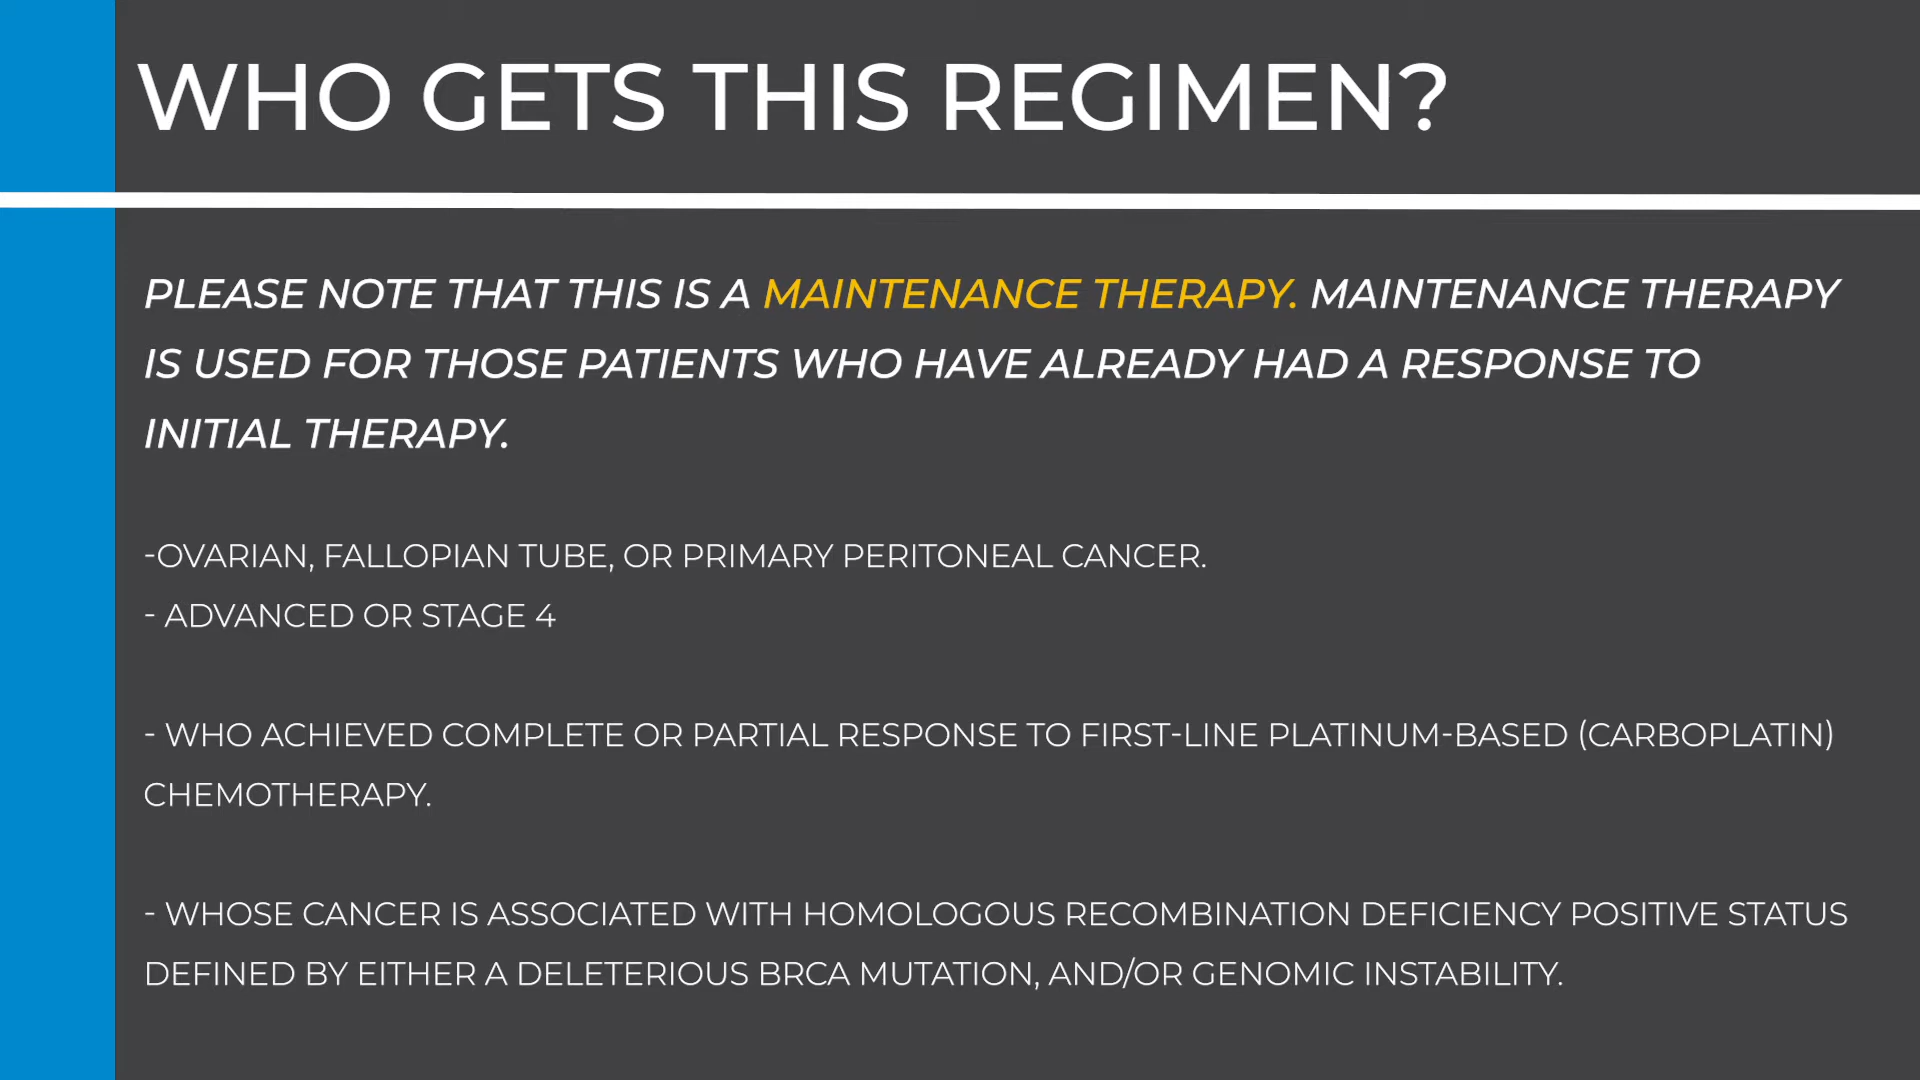 WHO GETS THIS REGIMEN?
PLEASE NOTE THAT THIS IS A MAINTENANCE THERAPY. MAINTENANCE THERAPY
IS USED FOR THOSE PATIENTS WHO HAVE ALREADY HAD A RESPONSE TO
INITIAL THERAPY.
-OVARIAN, FALLOPIAN TUBE, OR PRIMARY PERITONEAL CANCER.
- ADVANCED OR STAGE 4
- WHO ACHIEVED COMPLETE OR PARTIAL RESPONSE TO FIRST-LINE PLATINUM-BASED (CARBOPLATIN)
CHEMOTHERAPY.
- WHOSE CANCER IS ASSOCIATED WITH HOMOLOGOUS RECOMBINATION DEFICIENCY POSITIVE STATUS
DEFINED BY EITHER A DELETERIOUS BRCA MUTATION, AND/OR GENOMIC INSTABILITY.